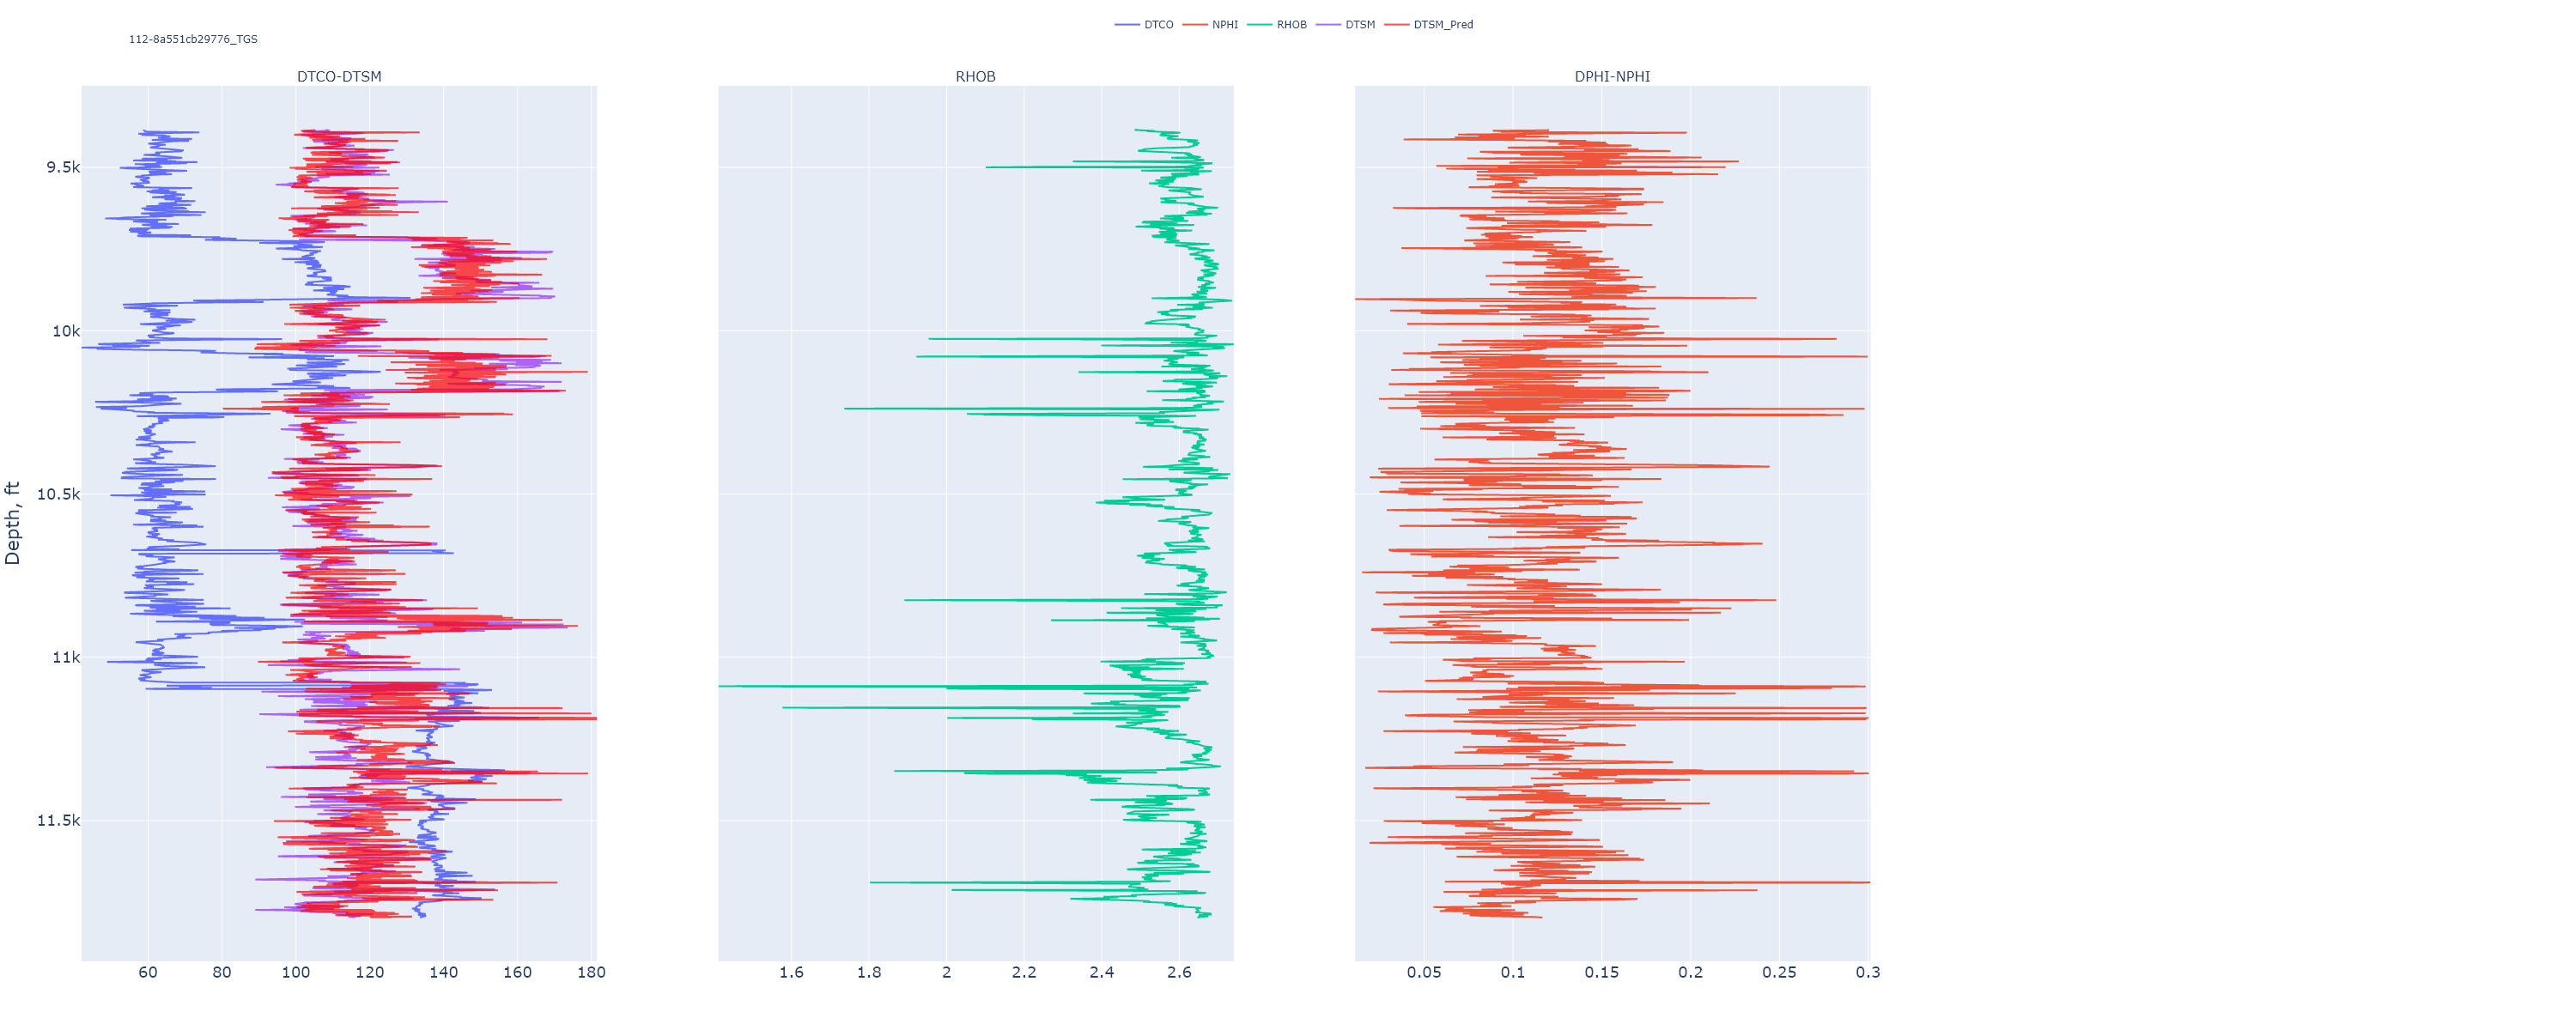 DTCO NPHI RHOB DTSM DTSM_Pred
112-8a551cb29776_TGS
DTCO-DTSM RHOB DPHI-NPHI
Depth, ft
9.5k
10k
10.5k
11k
11.5k
60 80 100 120 140 160 180 1.6 1.8 2 2.2 2.4 2.6 0.05 0.1 0.15 0.2 0.25 0.3